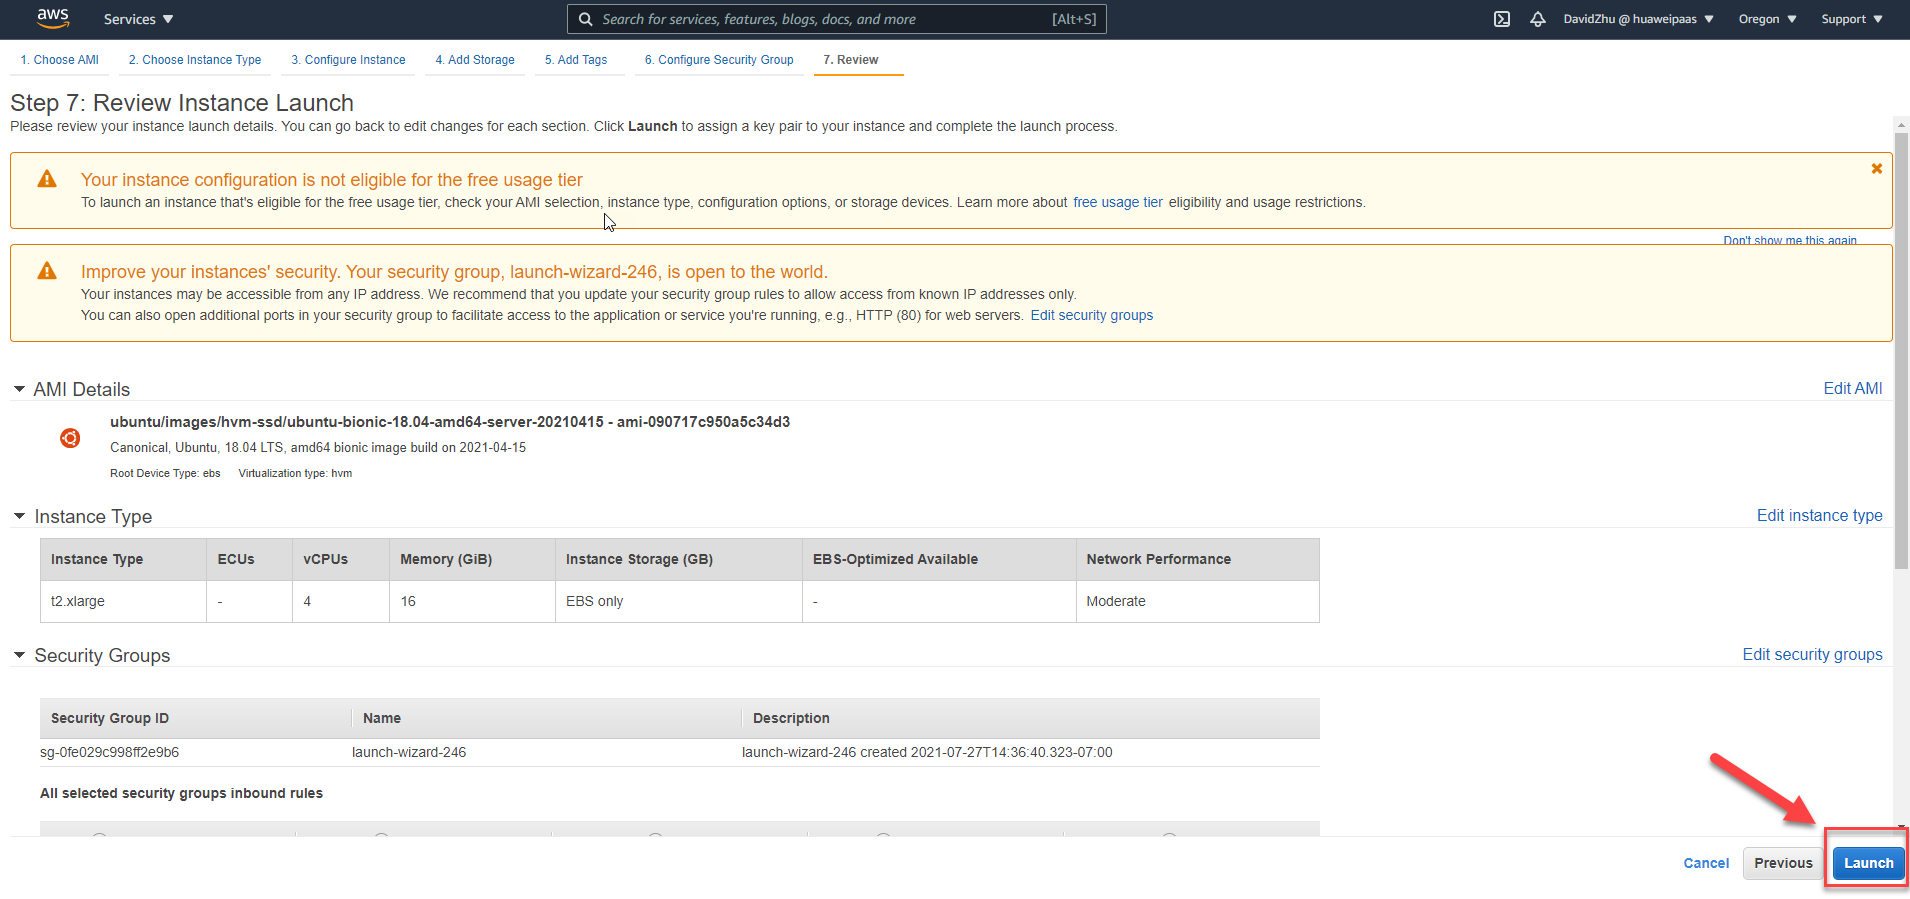 aws Services Search for services, features, blogs, docs, and more [Alt+S] DavidZhu @ huaweipaas Oregon Support
1. Choose AMI 2. Choose Instance Type 3. Configure Instance 4. Add Storage 5. Add Tags 6. Configure Security Group 7. Review
Step 7: Review Instance Launch
Please review your instance launch details. You can go back to edit changes for each section. Click Launch to assign a key pair to your instance and complete the launch process.
Your instance configuration is not eligible for the free usage tier
To launch an instance that's eligible for the free usage tier, check your AMI selection, instance type, configuration options, or storage devices. Learn more about free usage tier eligibility and usage restrictions.
Don't show me this again
Improve your instances' security. Your security group, launch-wizard-246, is open to the world.
Your instances may be accessible from any IP address. We recommend that you update your security group rules to allow access from known IP addresses only.
You can also open additional ports in your security group to facilitate access to the application or service you're running, e.g., HTTP (80) for web servers. Edit security groups
AMI Details Edit AMI
ubuntu/images/hvm-ssd/ubuntu-bionic-18.04-amd64-server-20210415 - ami-090717c950a5c34d3
Canonical, Ubuntu, 18.04 LTS, amd64 bionic image build on 2021-04-15
Root Device Type: ebs Virtualization type: hvm
Instance Type Edit instance type
Instance Type ECUs vCPUs Memory (GiB) Instance Storage (GB) EBS-Optimized Available Network Performance
t2.xlarge - 4 16 EBS only - Moderate
Security Groups Edit security groups
Security Group ID Name Description
sg-0fe029c998ff2e9b6 launch-wizard-246 launch-wizard-246 created 2021-07-27T14:36:40.323-07:00
All selected security groups inbound rules
Cancel Previous Launch